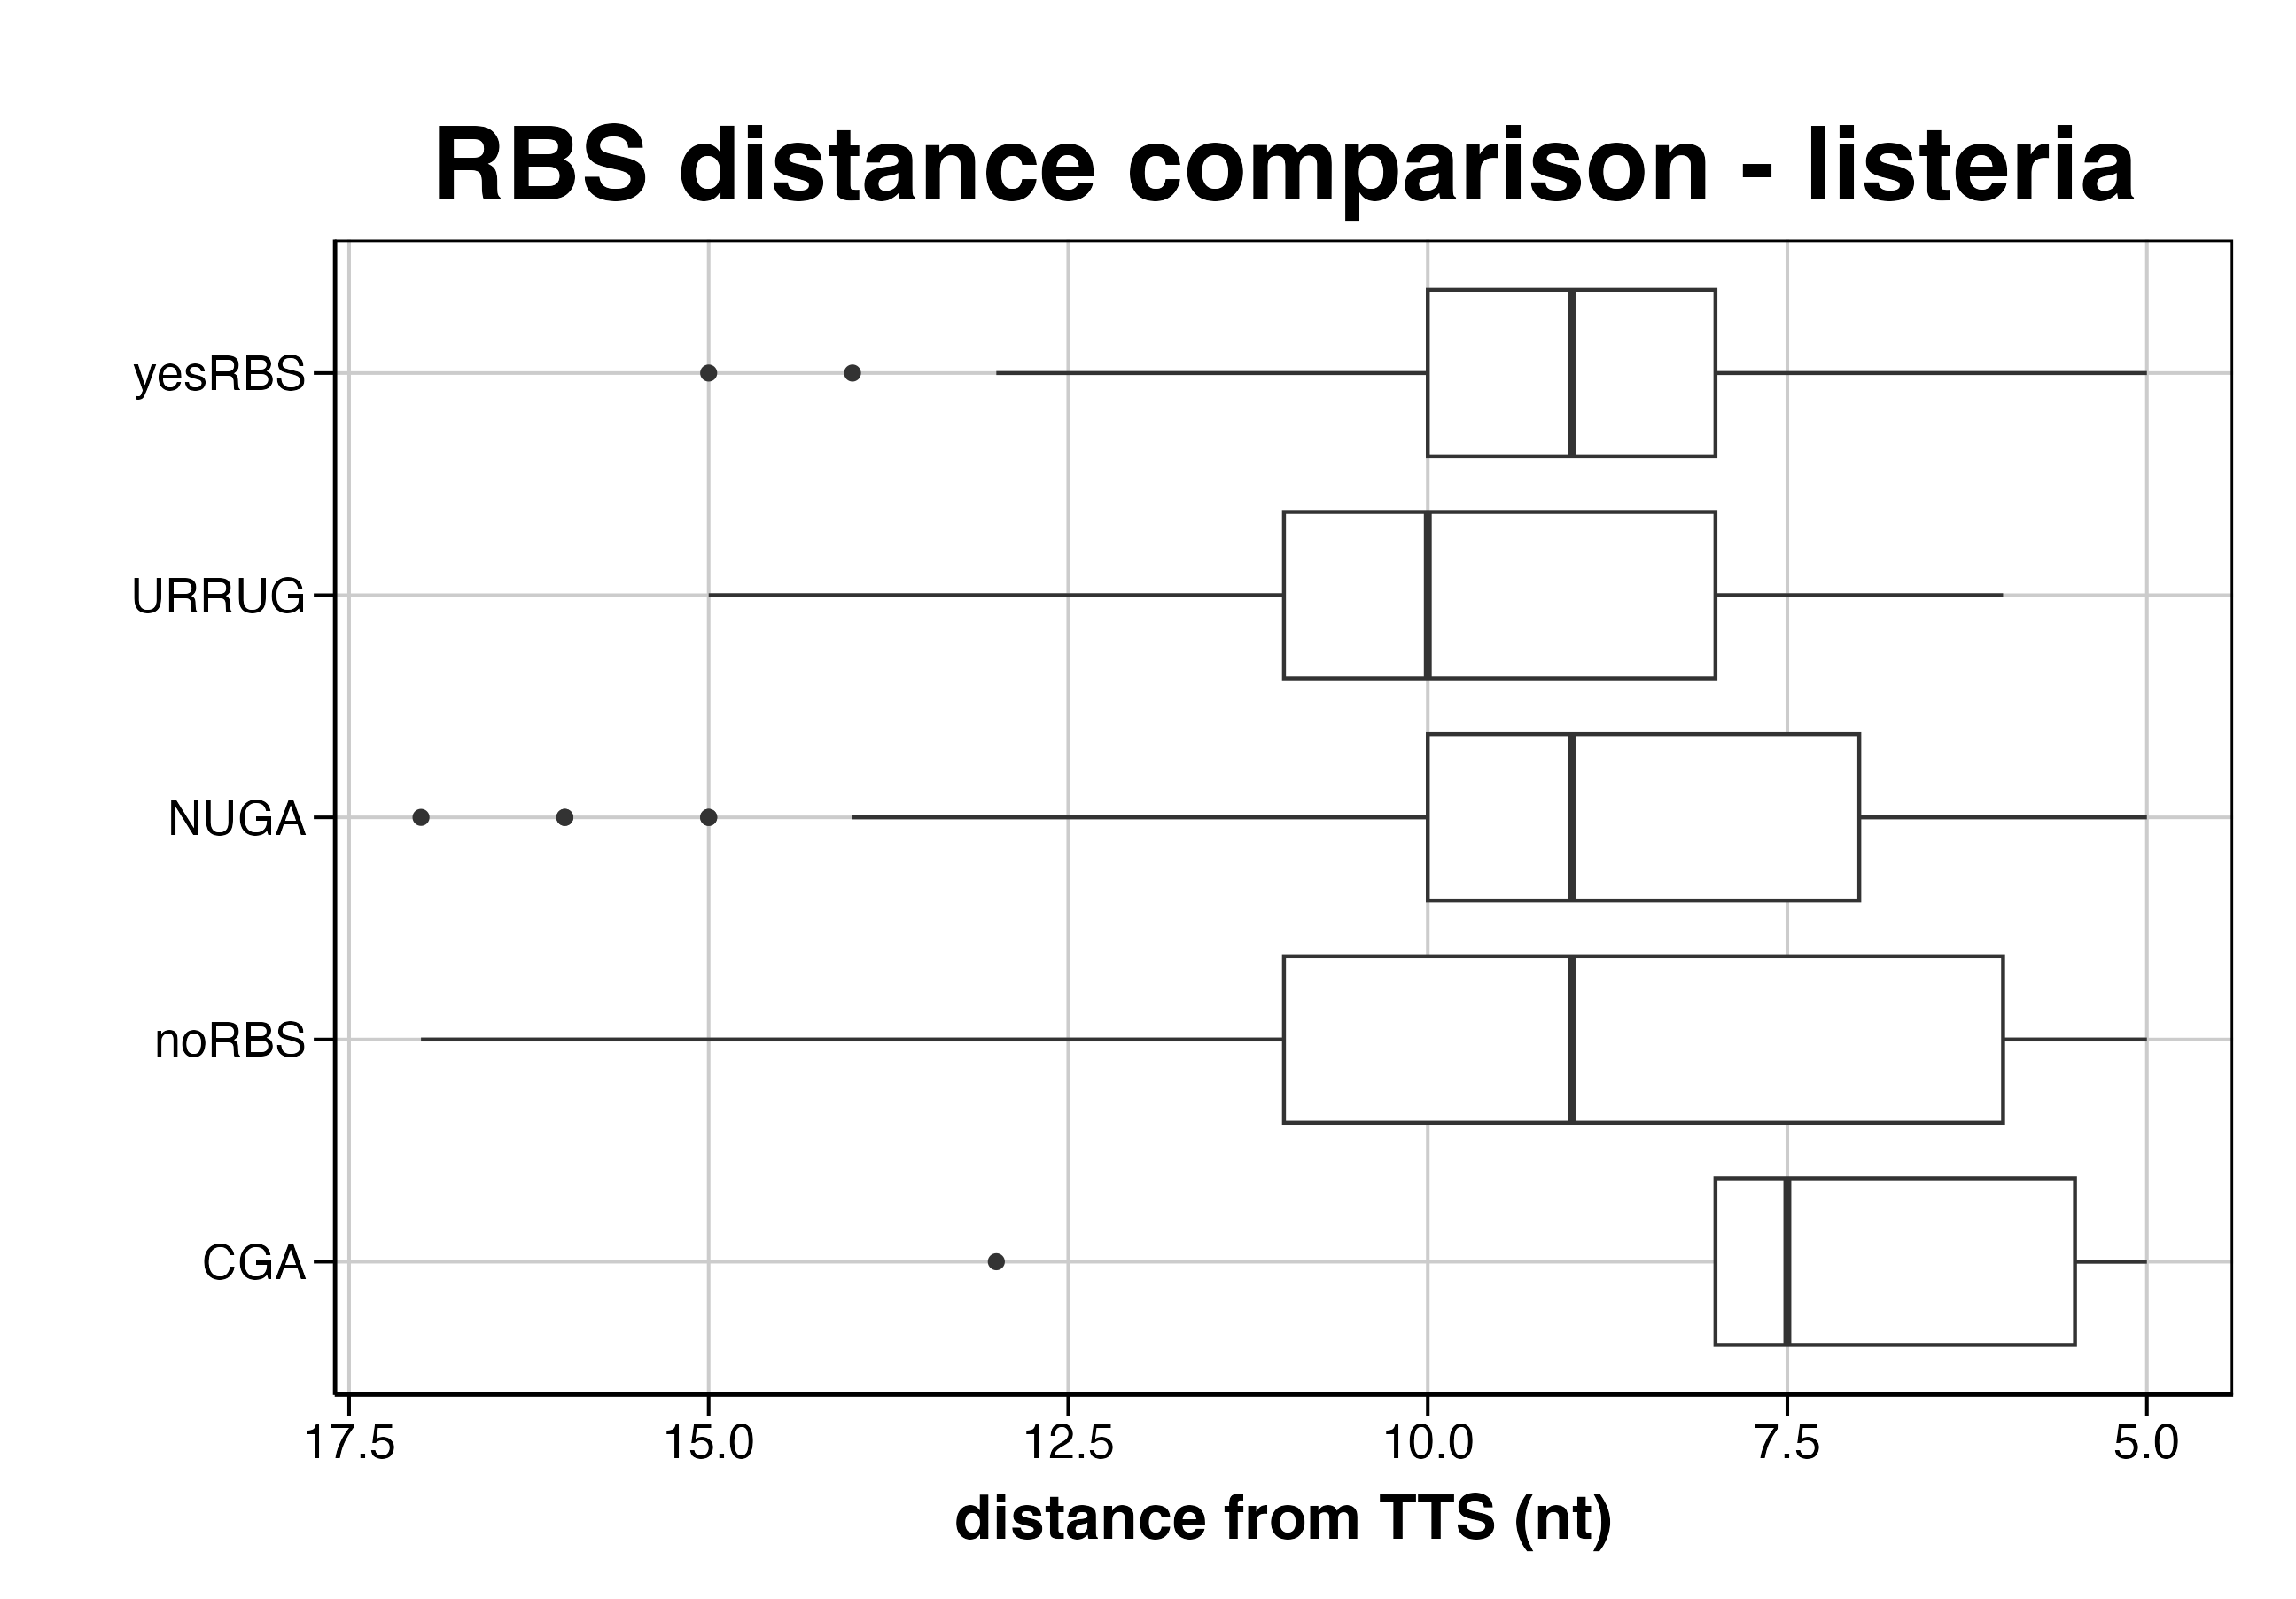 RBS distance comparison - listeria
yesRBS
URRUG
NUGA
noRBS
CGA
17.5 15.0 12.5 10.0 7.5 5.0
distance from TTS (nt)